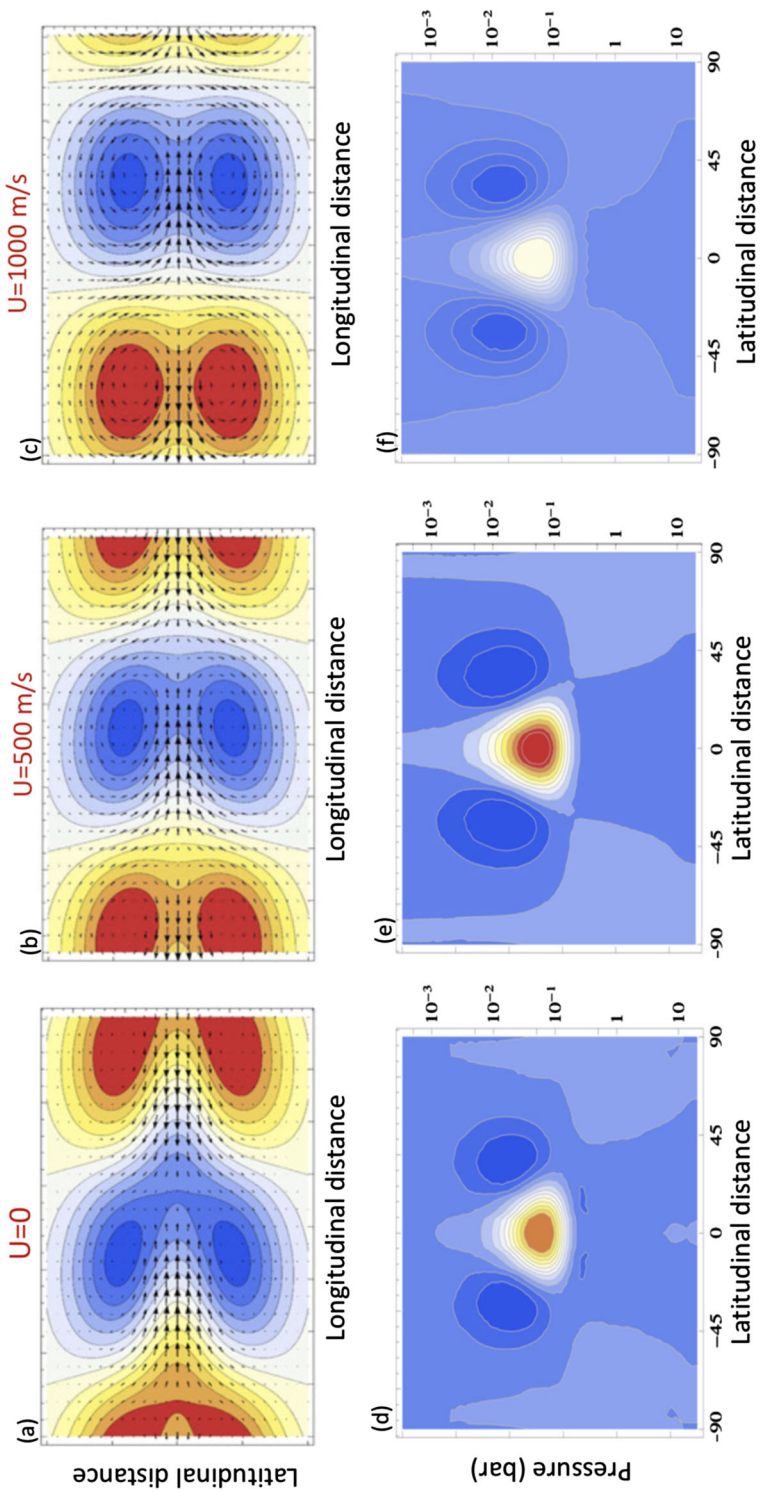 U=0
U=500 m/s
U=1000 m/s
(a)
(b)
(c)
Latitudinal distance
Longitudinal distance
Longitudinal distance
Longitudinal distance
(d)
(e)
(f)
Pressure (bar)
10⁻³
10⁻²
10⁻¹
1
10
10⁻³
10⁻²
10⁻¹
1
10
10⁻³
10⁻²
10⁻¹
1
10
−90 −45 0 45 90
−90 −45 0 45 90
−90 −45 0 45 90
Latitudinal distance
Latitudinal distance
Latitudinal distance